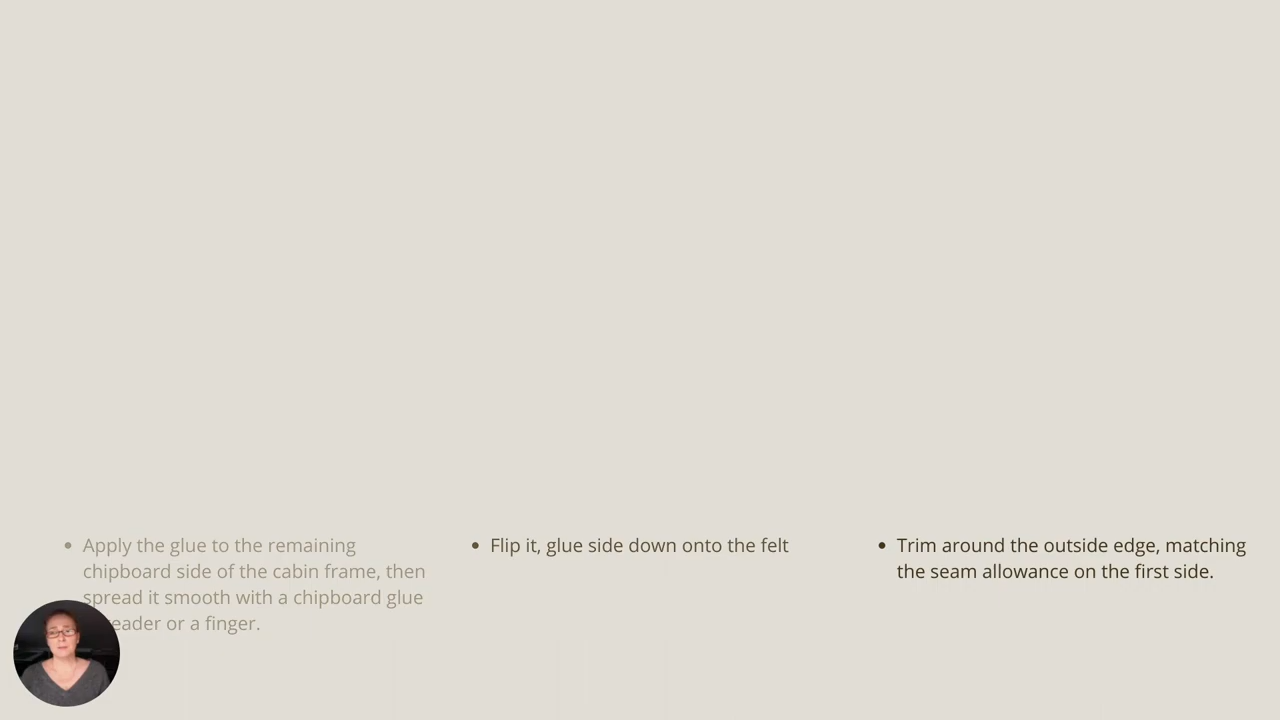 Apply the glue to the remaining
chipboard side of the cabin frame, then
spread it smooth with a chipboard glue
eader or a finger.
Flip it, glue side down onto the felt
Trim around the outside edge, matching
the seam allowance on the first side.